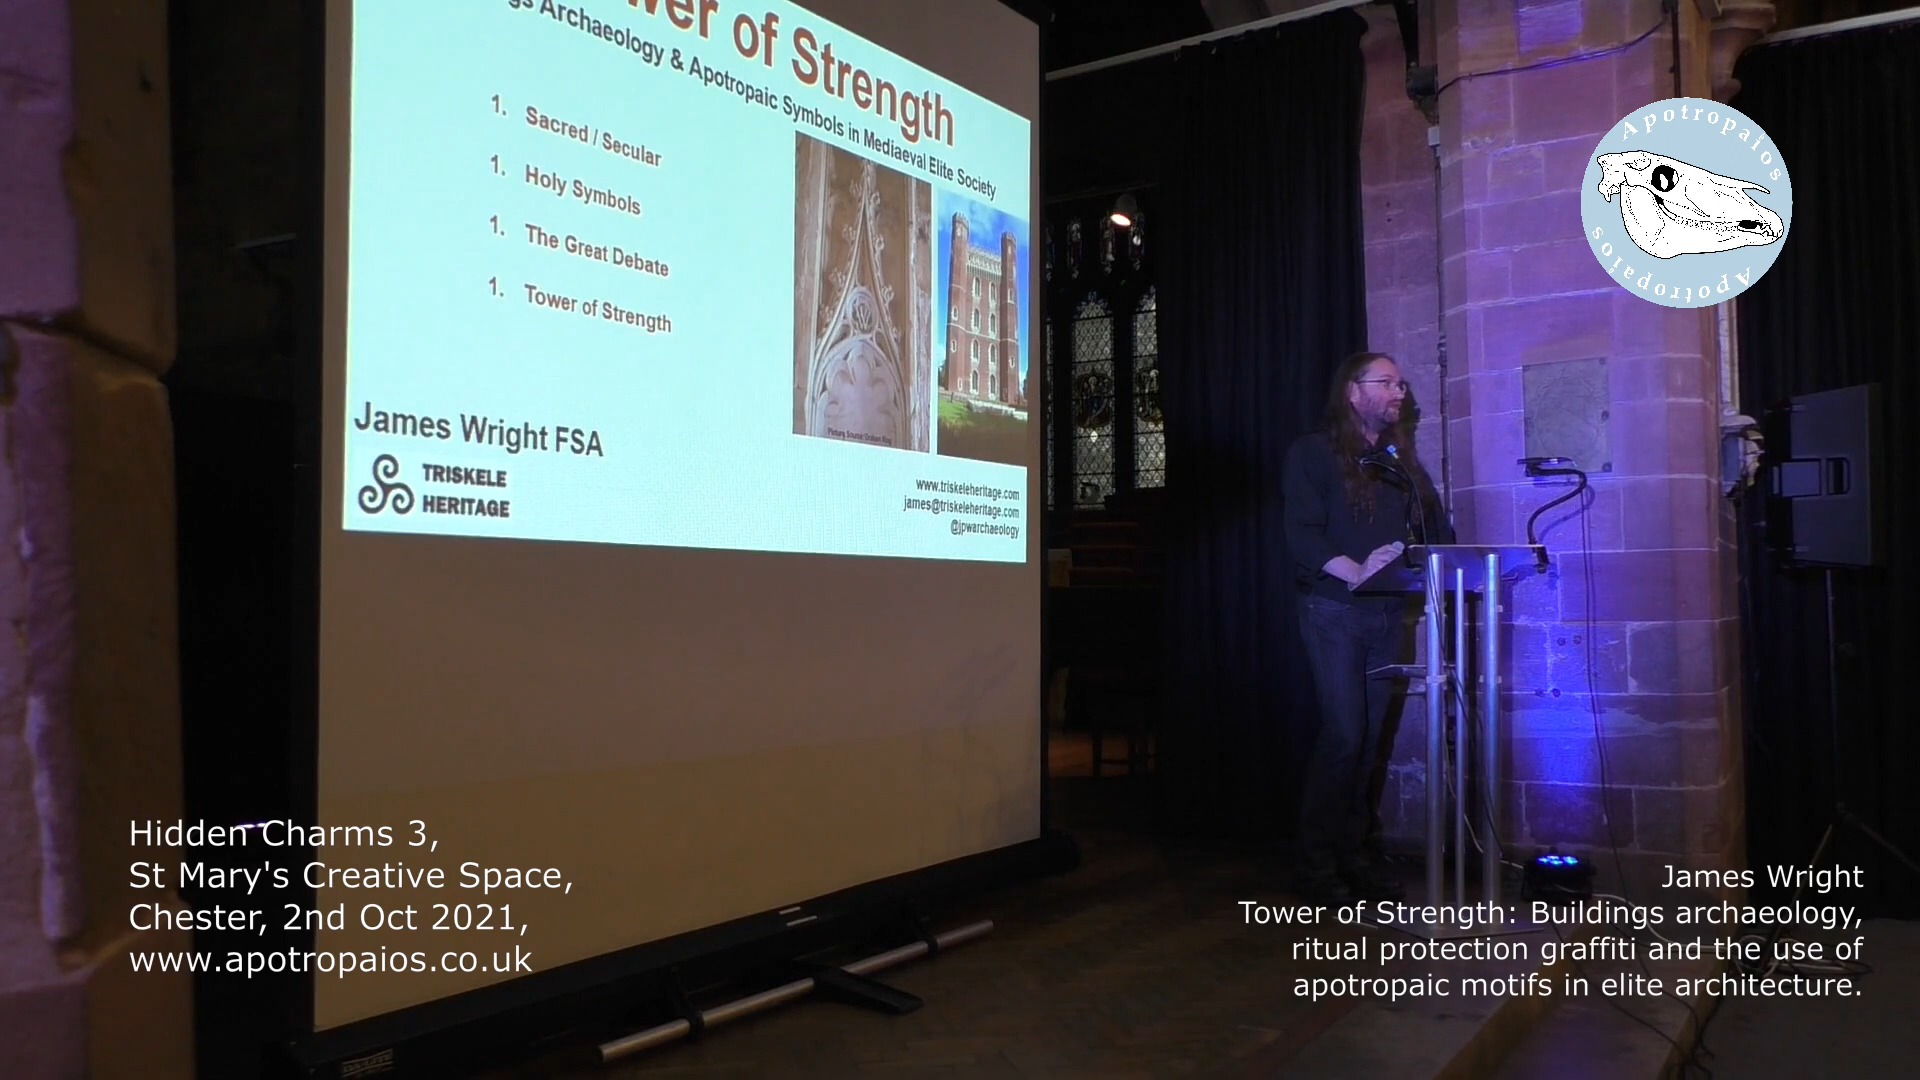 of Strength
Archaeology & Apotropaic Symbols in Mediaeval Elite Society
1. Sacred / Secular
1. Holy Symbols
1. The Great Debate
1. Tower of Strength
James Wright FSA
TRISKELE
HERITAGE
www.triskeleheritage.com
james@triskeleheritage.com
@jpwarchaeology
Apotropaios
Apotropaios
Hidden Charms 3,
St Mary's Creative Space,
Chester, 2nd Oct 2021,
www.apotropaios.co.uk
James Wright
Tower of Strength: Buildings archaeology,
ritual protection graffiti and the use of
apotropaic motifs in elite architecture.